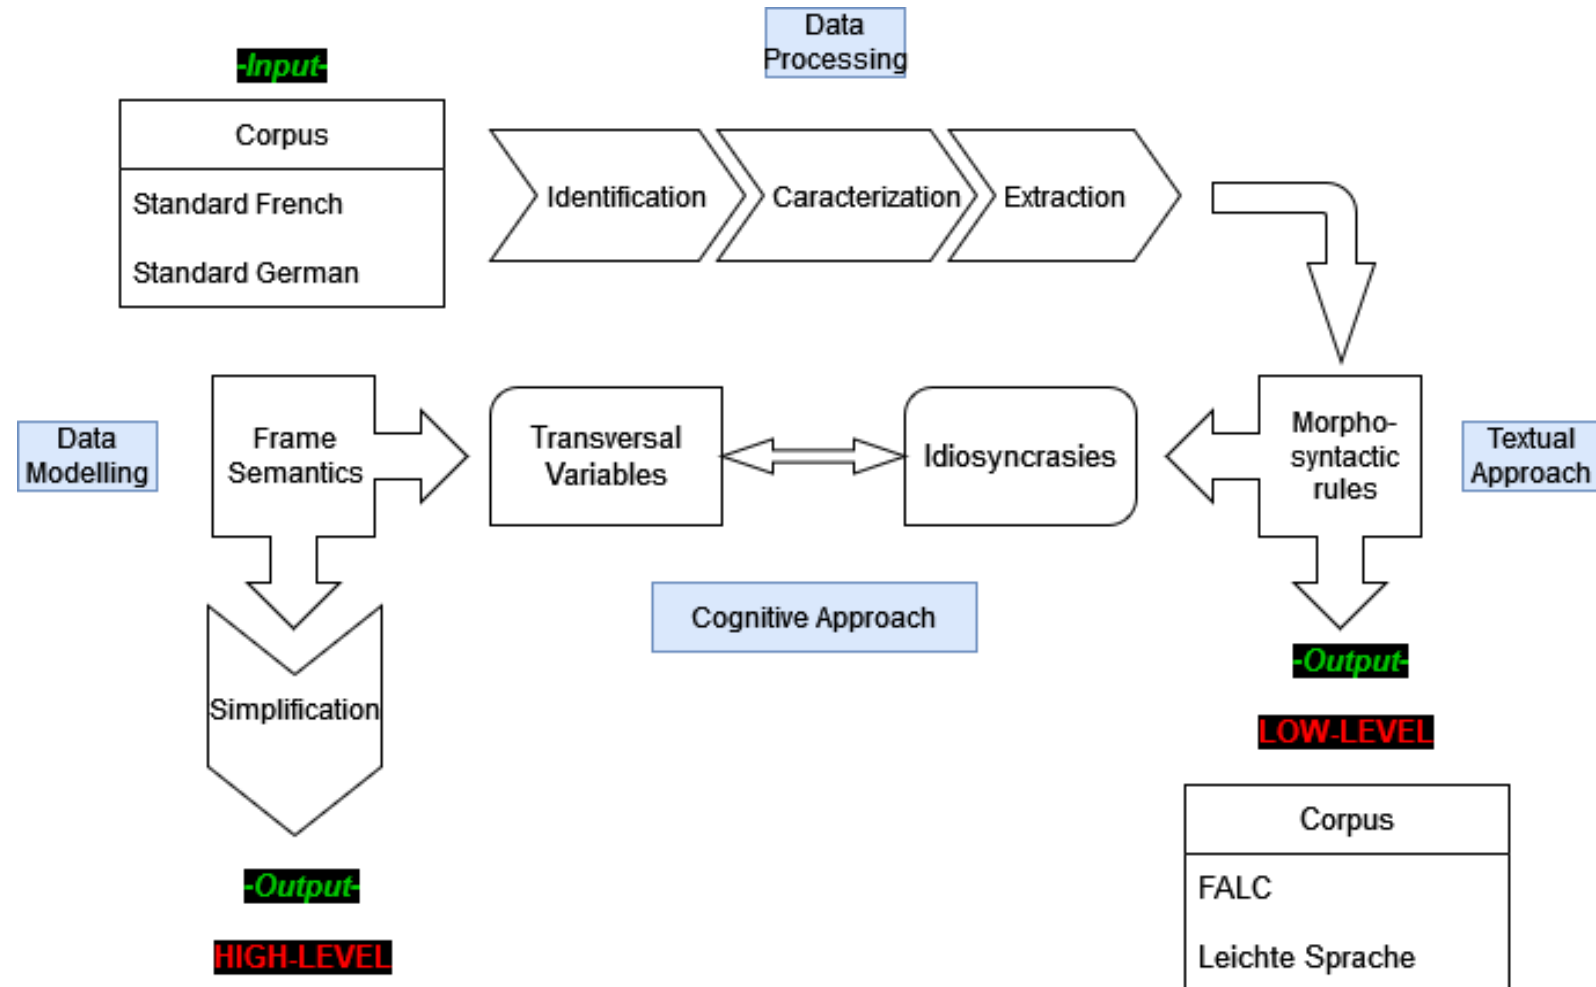 Data
Processing
-Input-
Corpus
Standard French
Standard German
Identification
Caracterization
Extraction
Data
Modelling
Frame
Semantics
Transversal
Variables
Idiosyncrasies
Morpho-
syntactic
rules
Textual
Approach
Cognitive Approach
Simplification
-Output-
HIGH-LEVEL
-Output-
LOW-LEVEL
Corpus
FALC
Leichte Sprache